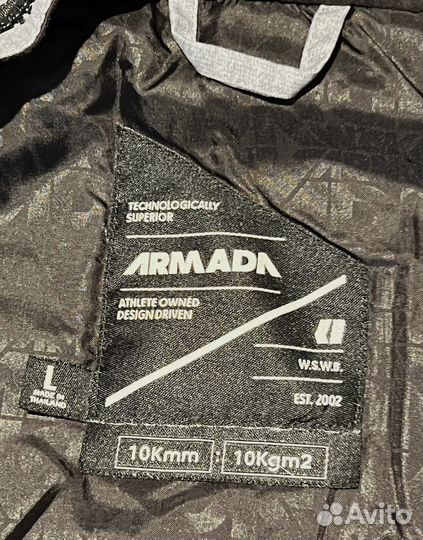 TECHNOLOGICALLY
SUPERIOR
ARMADA
ATHLETE OWNED
DESIGN DRIVEN
W.S.W.B.
EST. 2002
L
MADE IN
THAILAND
10Kmm : 10Kgm2
Avito